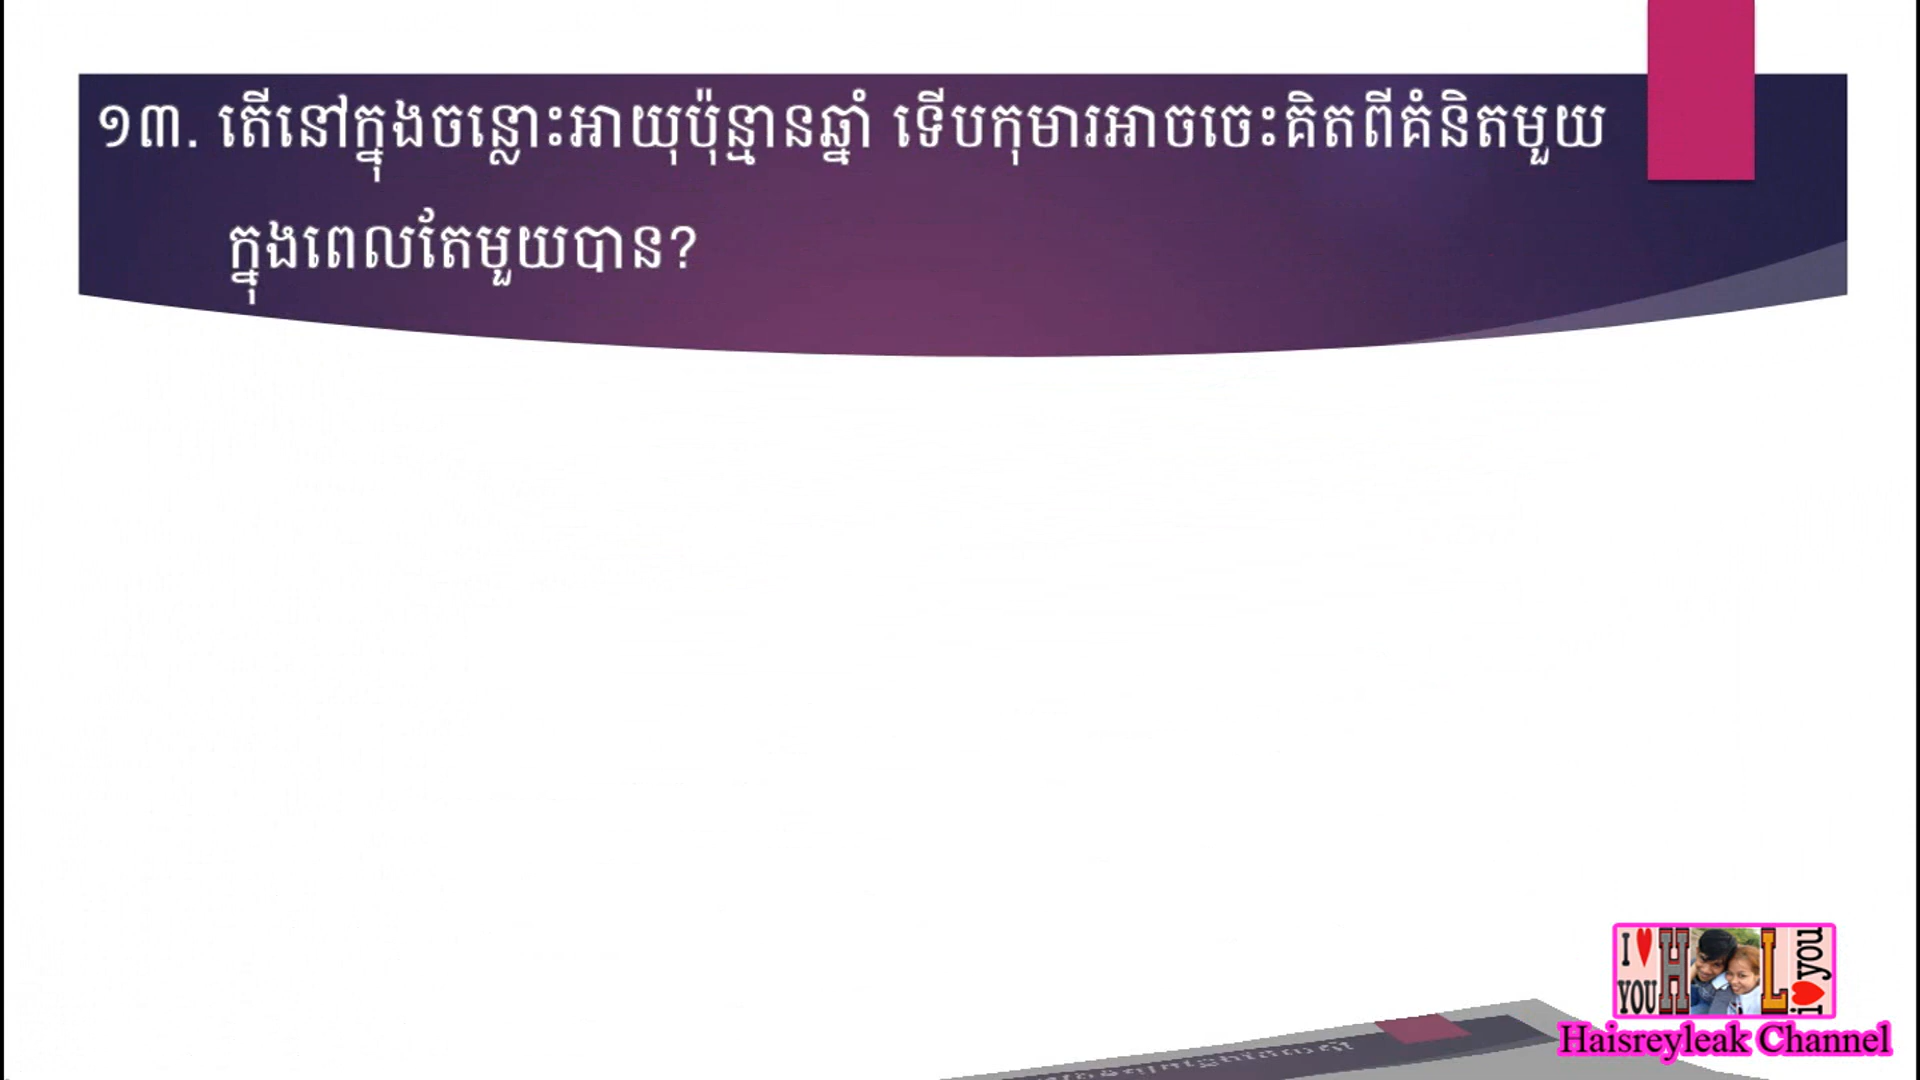 ១៣. តើនៅក្នុងចន្លោះអាយុប៉ុន្មានឆ្នាំ ទើបកុមារអាចចេះគិតពីគំនិតមួយ
ក្នុងពេលតែមួយបាន?
I ♥ YOU
H L
i ♥ you
Haisreyleak Channel